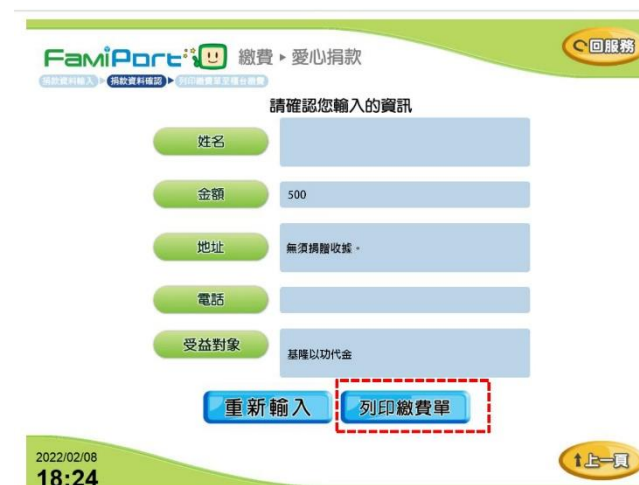 FamiPort 繳費 ▸ 愛心捐款
回服務
捐款資料輸入 ▸ 捐款資料確認 ▸ 列印繳費單至櫃台繳費
請確認您輸入的資訊
姓名
金額 500
地址 無須捐贈收據。
電話
受益對象 基隆以功代金
重新輸入 列印繳費單
2022/02/08
18:24
上一頁